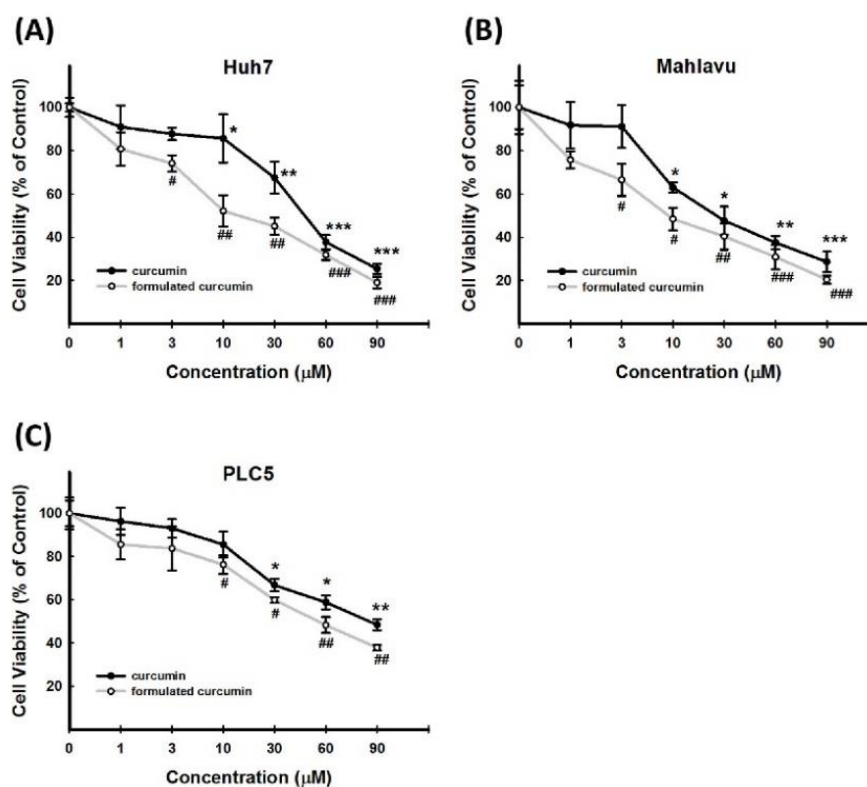 (A)
Huh7
Cell Viability (% of Control)
100
80
60
40
20
*
**
***
***
#
##
##
###
###
curcumin
formulated curcumin
0 1 3 10 30 60 90
Concentration (μM)
(B)
Mahlavu
Cell Viability (% of Control)
100
80
60
40
20
*
*
**
***
#
#
##
###
###
curcumin
formulated curcumin
0 1 3 10 30 60 90
Concentration (μM)
(C)
PLC5
Cell Viability (% of Control)
100
80
60
40
20
*
*
**
#
#
##
##
curcumin
formulated curcumin
0 1 3 10 30 60 90
Concentration (μM)